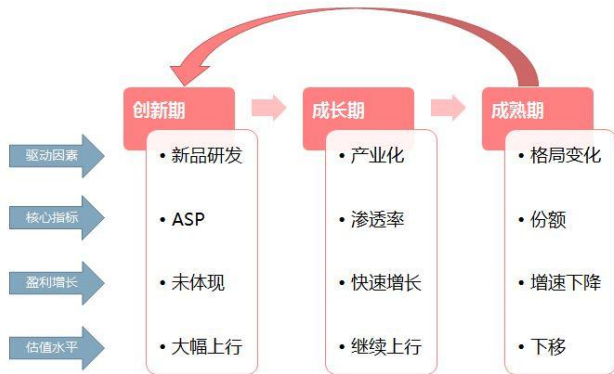 创新期
成长期
成熟期
驱动因素
• 新品研发
• 产业化
• 格局变化
核心指标
• ASP
• 渗透率
• 份额
盈利增长
• 未体现
• 快速增长
• 增速下降
估值水平
• 大幅上行
• 继续上行
• 下移